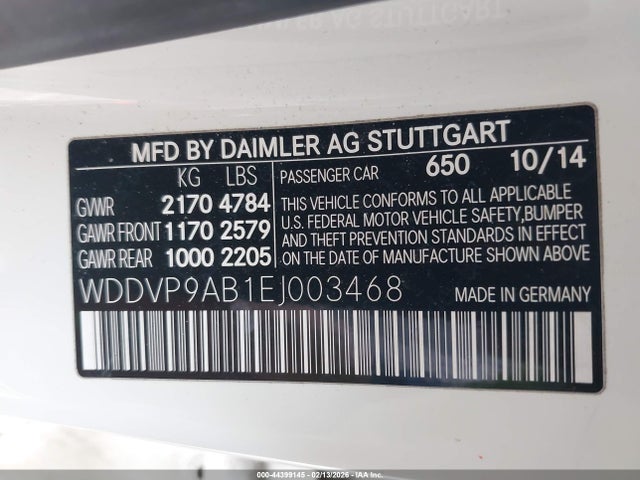 MFD BY DAIMLER AG STUTTGART
KG LBS
GVWR 2170 4784
GAWR FRONT 1170 2579
GAWR REAR 1000 2205
PASSENGER CAR 650 10/14
THIS VEHICLE CONFORMS TO ALL APPLICABLE
U.S. FEDERAL MOTOR VEHICLE SAFETY,BUMPER
AND THEFT PREVENTION STANDARDS IN EFFECT
ON THE DATE OF MANUFACTURE SHOWN ABOVE
WDDVP9AB1EJ003468 MADE IN GERMANY
000-44399145 - 02/13/2026 - IAA, Inc.